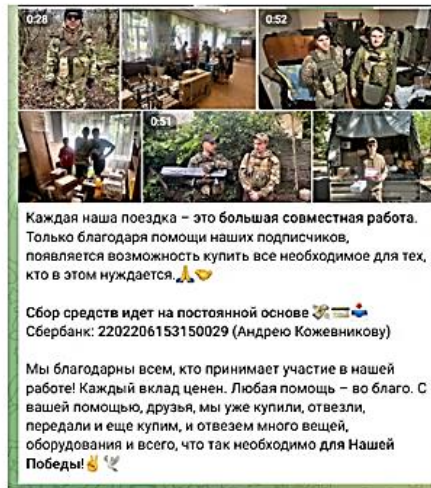 0:28
0:52
0:51
Каждая наша поездка – это большая совместная работа.
Только благодаря помощи наших подписчиков,
появляется возможность купить все необходимое для тех,
кто в этом нуждается.🙏🤝
Сбор средств идет на постоянной основе 💸💳📥
Сбербанк: 2202206153150029 (Андрею Кожевникову)
Мы благодарны всем, кто принимает участие в нашей
работе! Каждый вклад ценен. Любая помощь – во благо. С
вашей помощью, друзья, мы уже купили, отвезли,
передали и еще купим, и отвезем много вещей,
оборудования и всего, что так необходимо для Нашей
Победы!✌🕊